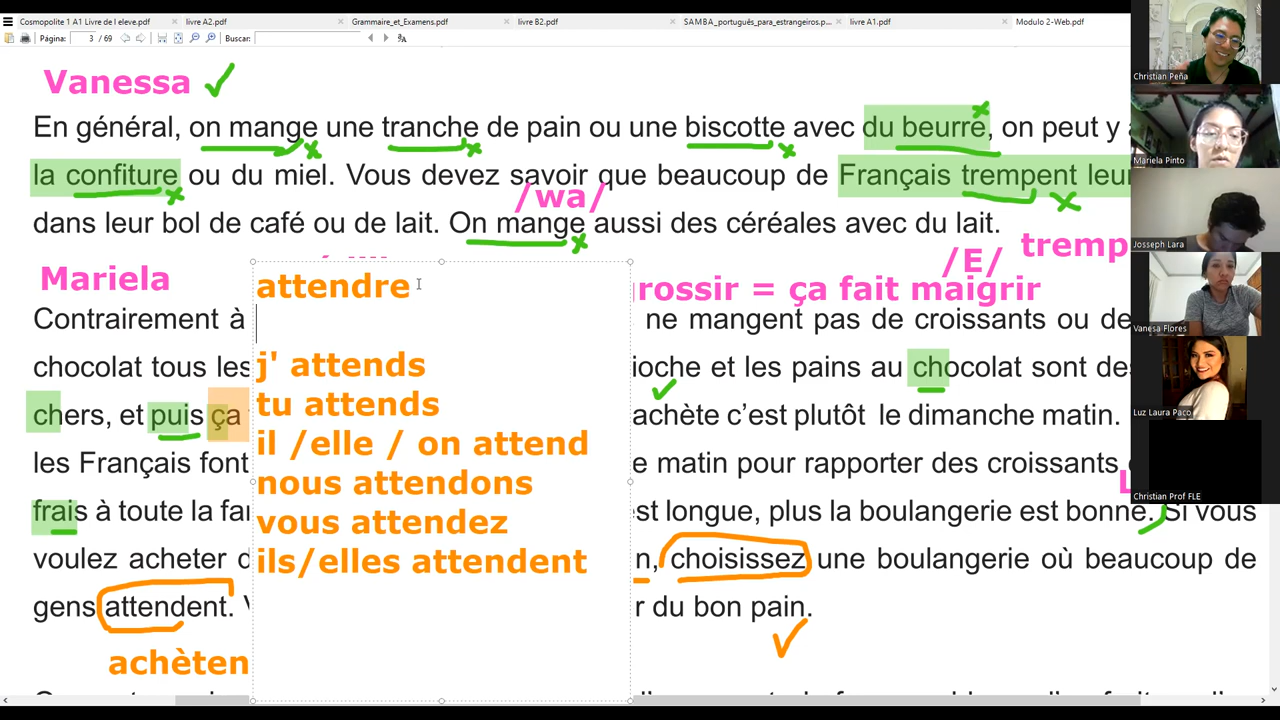 Cosmopolite 1 A1 Livre de l eleve.pdf × livre A2.pdf × Grammaire_et_Examens.pdf × livre B2.pdf × SAMBA_português_para_estrangeiros.p... × livre A1.pdf × Modulo 2-Web.pdf
Página: 3 / 69 Buscar:
Vanessa
En général, on mange une tranche de pain ou une biscotte avec du beurre, on peut y
la confiture ou du miel. Vous devez savoir que beaucoup de Français trempent leur
/wa/
dans leur bol de café ou de lait. On mange aussi des céréales avec du lait.
tremp
/E/
Mariela
rossir = ça fait maigrir
attendre
Contrairement à ne mangent pas de croissants ou de
chocolat tous les ioche et les pains au chocolat sont des
j' attends
tu attends
chers, et puis ça achète c’est plutôt le dimanche matin.
il /elle / on attend
les Français font e matin pour rapporter des croissants
nous attendons
frais à toute la fa est longue, plus la boulangerie est bonne. Si vous
vous attendez
voulez acheter n, choisissez une boulangerie où beaucoup de
ils/elles attendent
gens attendent. r du bon pain.
achèten
Christian Peña
Mariela Pinto
Josseph Lara
Vanesa Flores
Luz Laura Paco
Christian Prof FLE